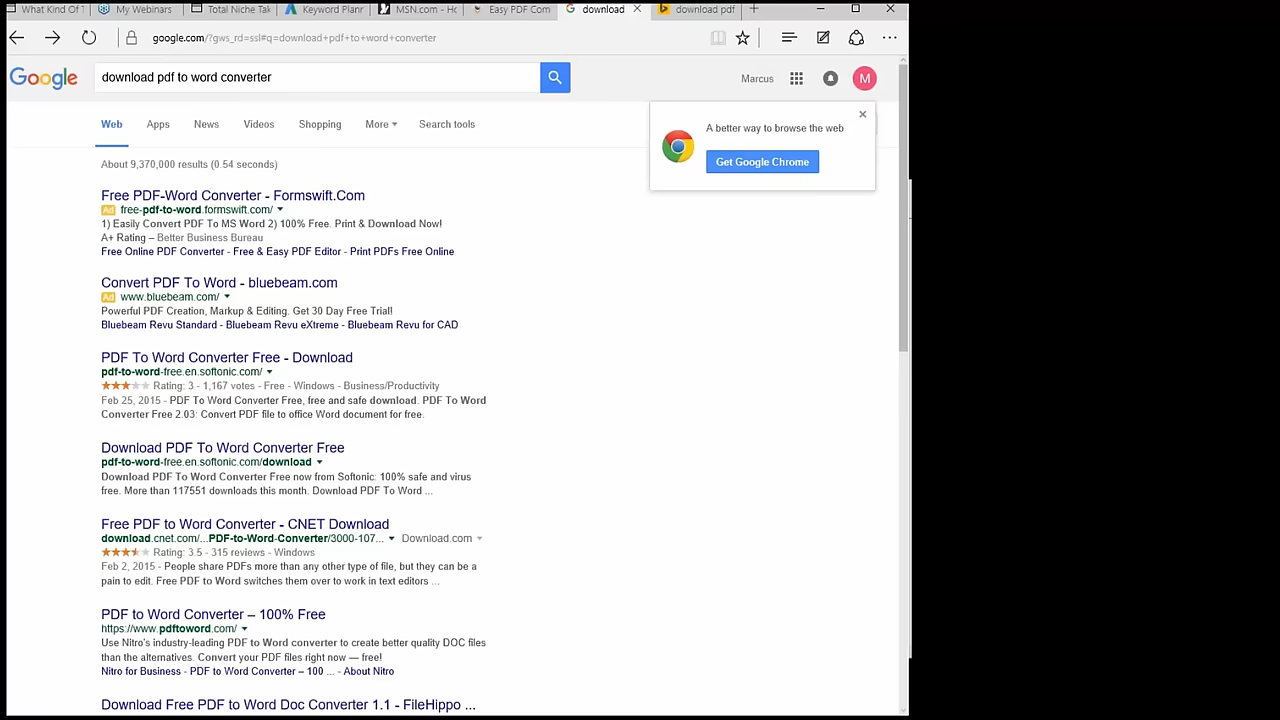 What Kind Of T
My Webinars
Total Niche Tak
Keyword Planr
MSN.com - Ho
Easy PDF Com
download
download pdf
google.com/?gws_rd=ssl#q=download+pdf+to+word+converter
Google
download pdf to word converter
Marcus
M
Web Apps News Videos Shopping More Search tools
A better way to browse the web
Get Google Chrome
About 9,370,000 results (0.54 seconds)
Free PDF-Word Converter - Formswift.Com
Ad free-pdf-to-word.formswift.com/
1) Easily Convert PDF To MS Word 2) 100% Free. Print & Download Now!
A+ Rating – Better Business Bureau
Free Online PDF Converter - Free & Easy PDF Editor - Print PDFs Free Online
Convert PDF To Word - bluebeam.com
Ad www.bluebeam.com/
Powerful PDF Creation, Markup & Editing. Get 30 Day Free Trial!
Bluebeam Revu Standard - Bluebeam Revu eXtreme - Bluebeam Revu for CAD
PDF To Word Converter Free - Download
pdf-to-word-free.en.softonic.com/
Rating: 3 - 1,167 votes - Free - Windows - Business/Productivity
Feb 25, 2015 - PDF To Word Converter Free, free and safe download. PDF To Word
Converter Free 2.03: Convert PDF file to office Word document for free.
Download PDF To Word Converter Free
pdf-to-word-free.en.softonic.com/download
Download PDF To Word Converter Free now from Softonic: 100% safe and virus
free. More than 117551 downloads this month. Download PDF To Word ...
Free PDF to Word Converter - CNET Download
download.cnet.com/...PDF-to-Word-Converter/3000-107... Download.com
Rating: 3.5 - 315 reviews - Windows
Feb 2, 2015 - People share PDFs more than any other type of file, but they can be a
pain to edit. Free PDF to Word switches them over to work in text editors ...
PDF to Word Converter – 100% Free
https://www.pdftoword.com/
Use Nitro's industry-leading PDF to Word converter to create better quality DOC files
than the alternatives. Convert your PDF files right now — free!
Nitro for Business - PDF to Word Converter – 100 ... - About Nitro
Download Free PDF to Word Doc Converter 1.1 - FileHippo ...